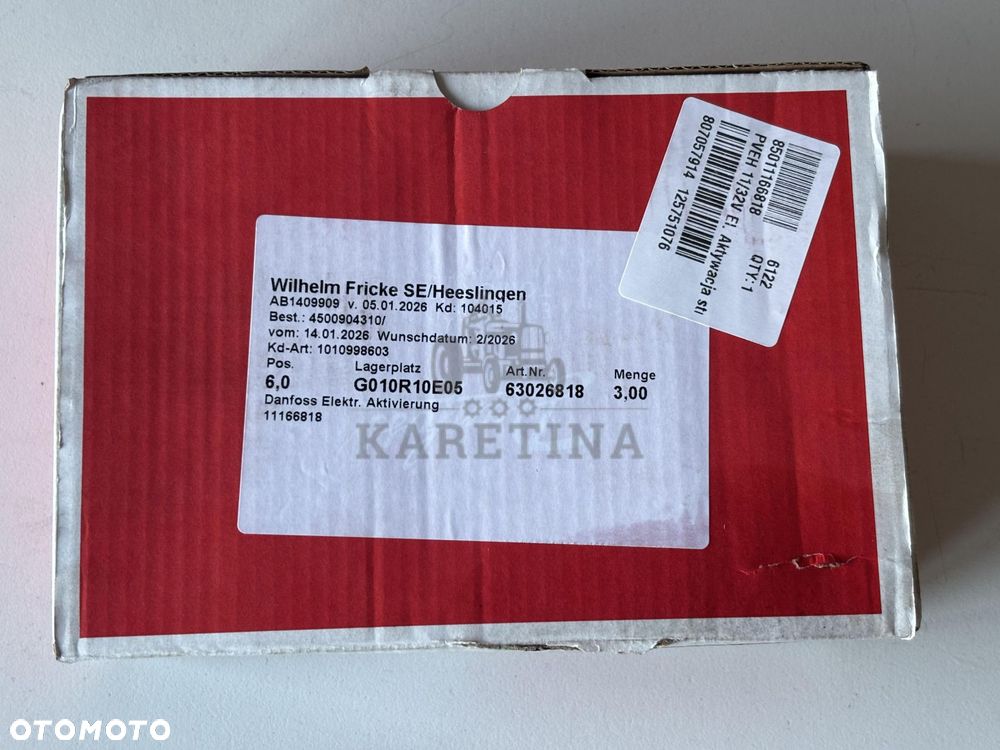 Wilhelm Fricke SE/Heeslingen
AB1409909 v. 05.01.2026 Kd: 104015
Best.: 4500904310/
vom: 14.01.2026 Wunschdatum: 2/2026
Kd-Art: 1010998603
Pos. Lagerplatz Art.Nr. Menge
6,0 G010R10E05 63026818 3,00
Danfoss Elektr. Aktivierung
11166818
KARETINA
85011166818 6122
PVEH 11/32V El. Aktywacja str QTY: 1
807057914 125751076
OTOMOTO